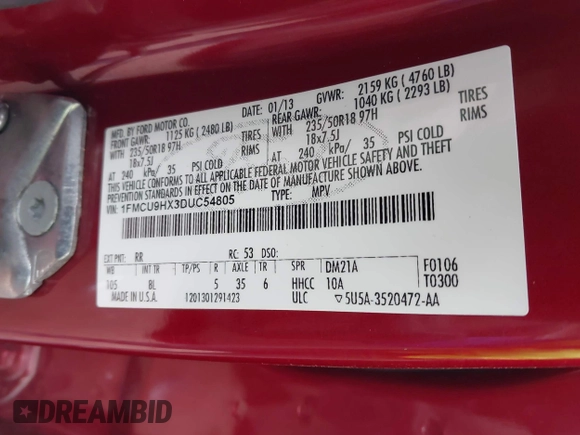 MFD. BY FORD MOTOR CO.
01/13
GVWR: 2159 KG ( 4760 LB)
FRONT GAWR: 1125 KG ( 2480 LB)
REAR GAWR: 1040 KG ( 2293 LB)
WITH 235/50R18 97H TIRES
WITH 235/50R18 97H TIRES
18x7.5J RIMS
18x7.5J RIMS
AT 240 kPa/ 35 PSI COLD
AT 240 kPa/ 35 PSI COLD
THIS VEHICLE CONFORMS TO ALL APPLICABLE FEDERAL MOTOR VEHICLE SAFETY AND THEFT
PREVENTION STANDARDS IN EFFECT ON THE DATE OF MANUFACTURE SHOWN ABOVE.
VIN: 1FMCU9HX3DUC54805
TYPE: MPV
EXT PNT: RR RC: 53 DSO:
WB INT TR TP/PS R AXLE TR SPR DM21A F0106
105 8L 5 35 6 HHCC 10A T0300
MADE IN U.S.A. 1201301291423 ULC ▽5U5A-3520472-AA
DREAMBID